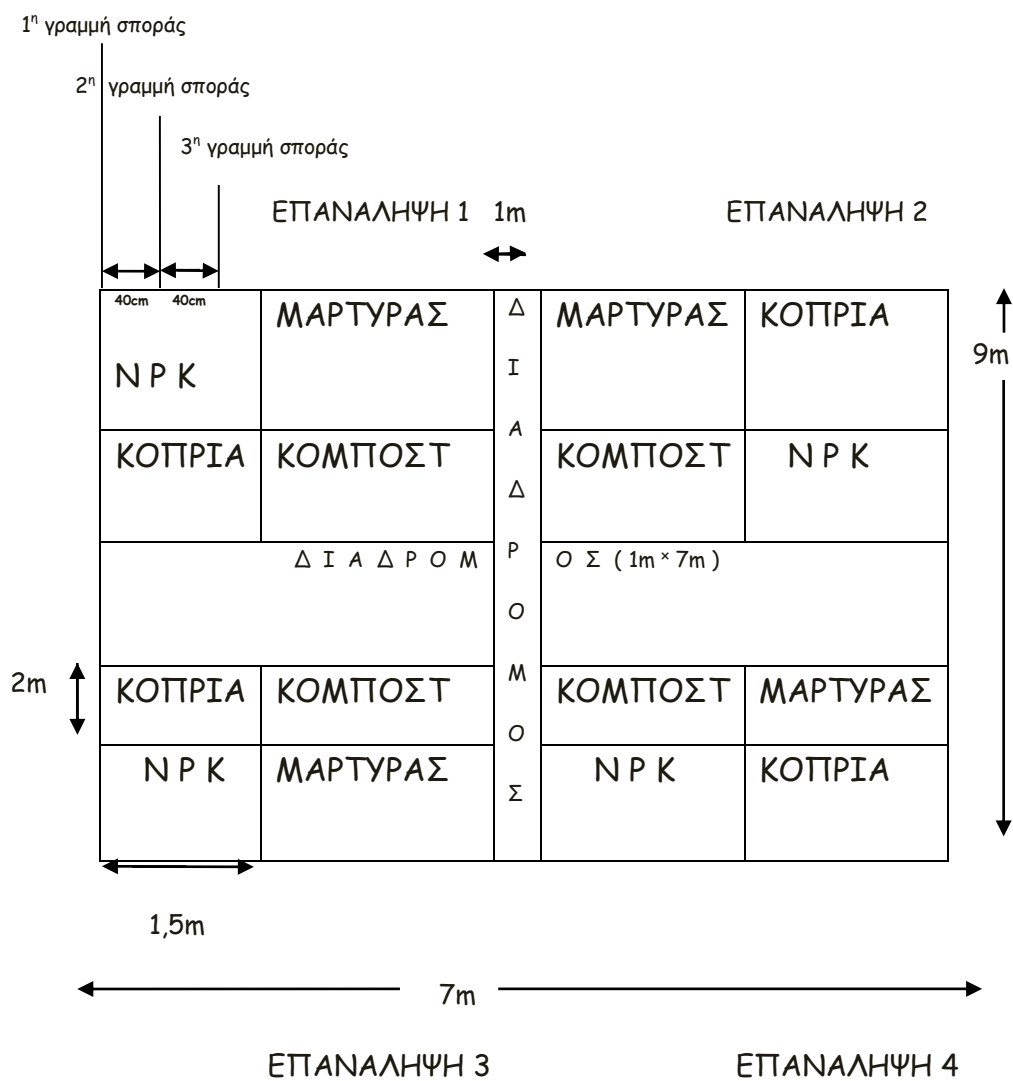 1η γραμμή σποράς
2η γραμμή σποράς
3η γραμμή σποράς
ΕΠΑΝΑΛΗΨΗ 1 1m ΕΠΑΝΑΛΗΨΗ 2
40cm 40cm
ΜΑΡΤΥΡΑΣ ΜΑΡΤΥΡΑΣ ΚΟΠΡΙΑ
9m
N P K
ΚΟΠΡΙΑ ΚΟΜΠΟΣΤ ΚΟΜΠΟΣΤ N P K
Δ Ι Α Δ Ρ Ο Μ Ο Σ ( 1m × 7m )
Δ
Ι
Α
Δ
Ρ
Ο
Μ
Ο
Σ
2m
ΚΟΠΡΙΑ ΚΟΜΠΟΣΤ ΚΟΜΠΟΣΤ ΜΑΡΤΥΡΑΣ
N P K ΜΑΡΤΥΡΑΣ N P K ΚΟΠΡΙΑ
1,5m
7m
ΕΠΑΝΑΛΗΨΗ 3 ΕΠΑΝΑΛΗΨΗ 4